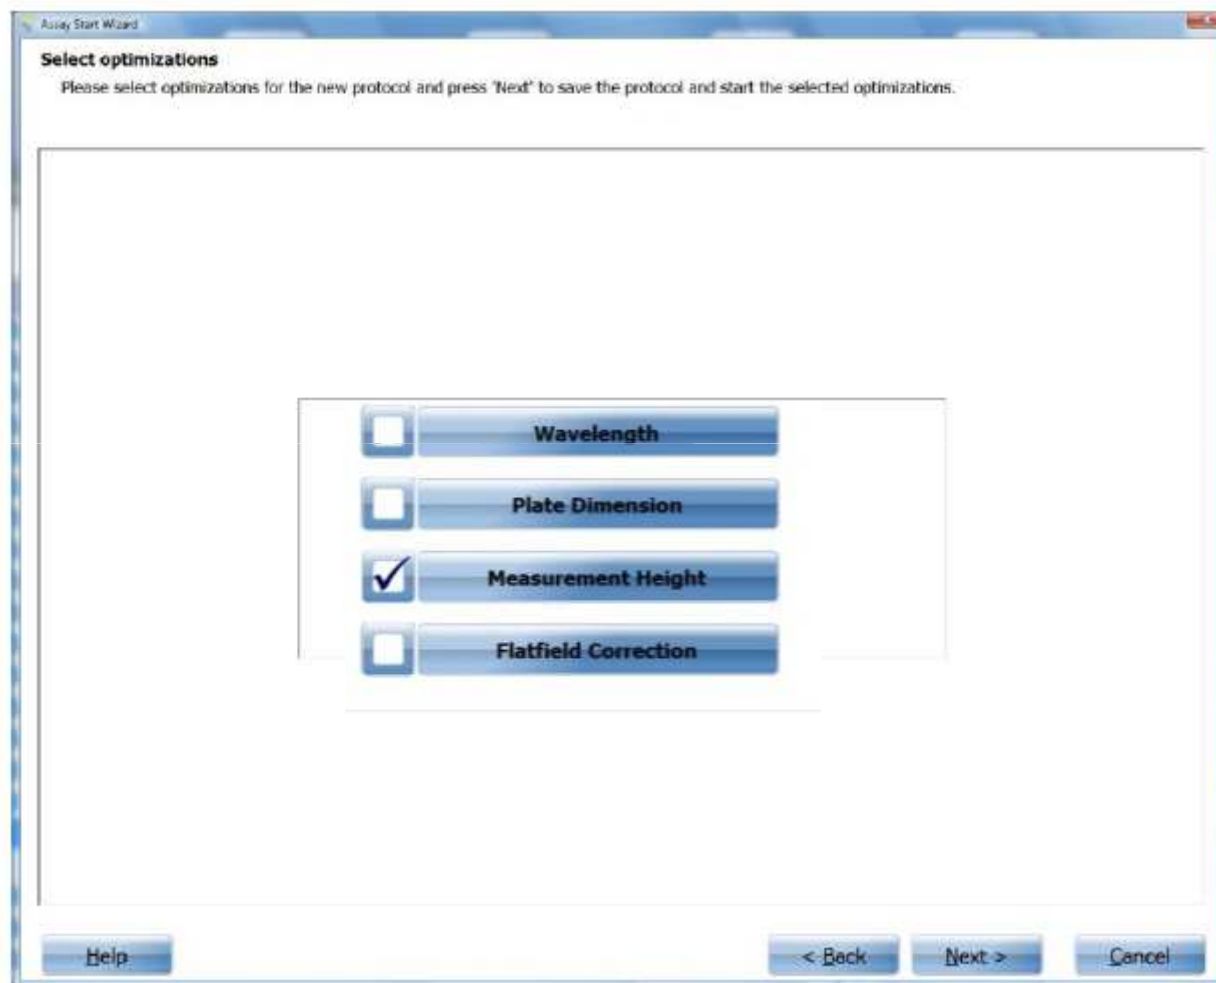 Assay Start Wizard
Select optimizations
Please select optimizations for the new protocol and press 'Next' to save the protocol and start the selected optimizations.
Wavelength
Plate Dimension
Measurement Height
Flatfield Correction
Help
< Back
Next >
Cancel